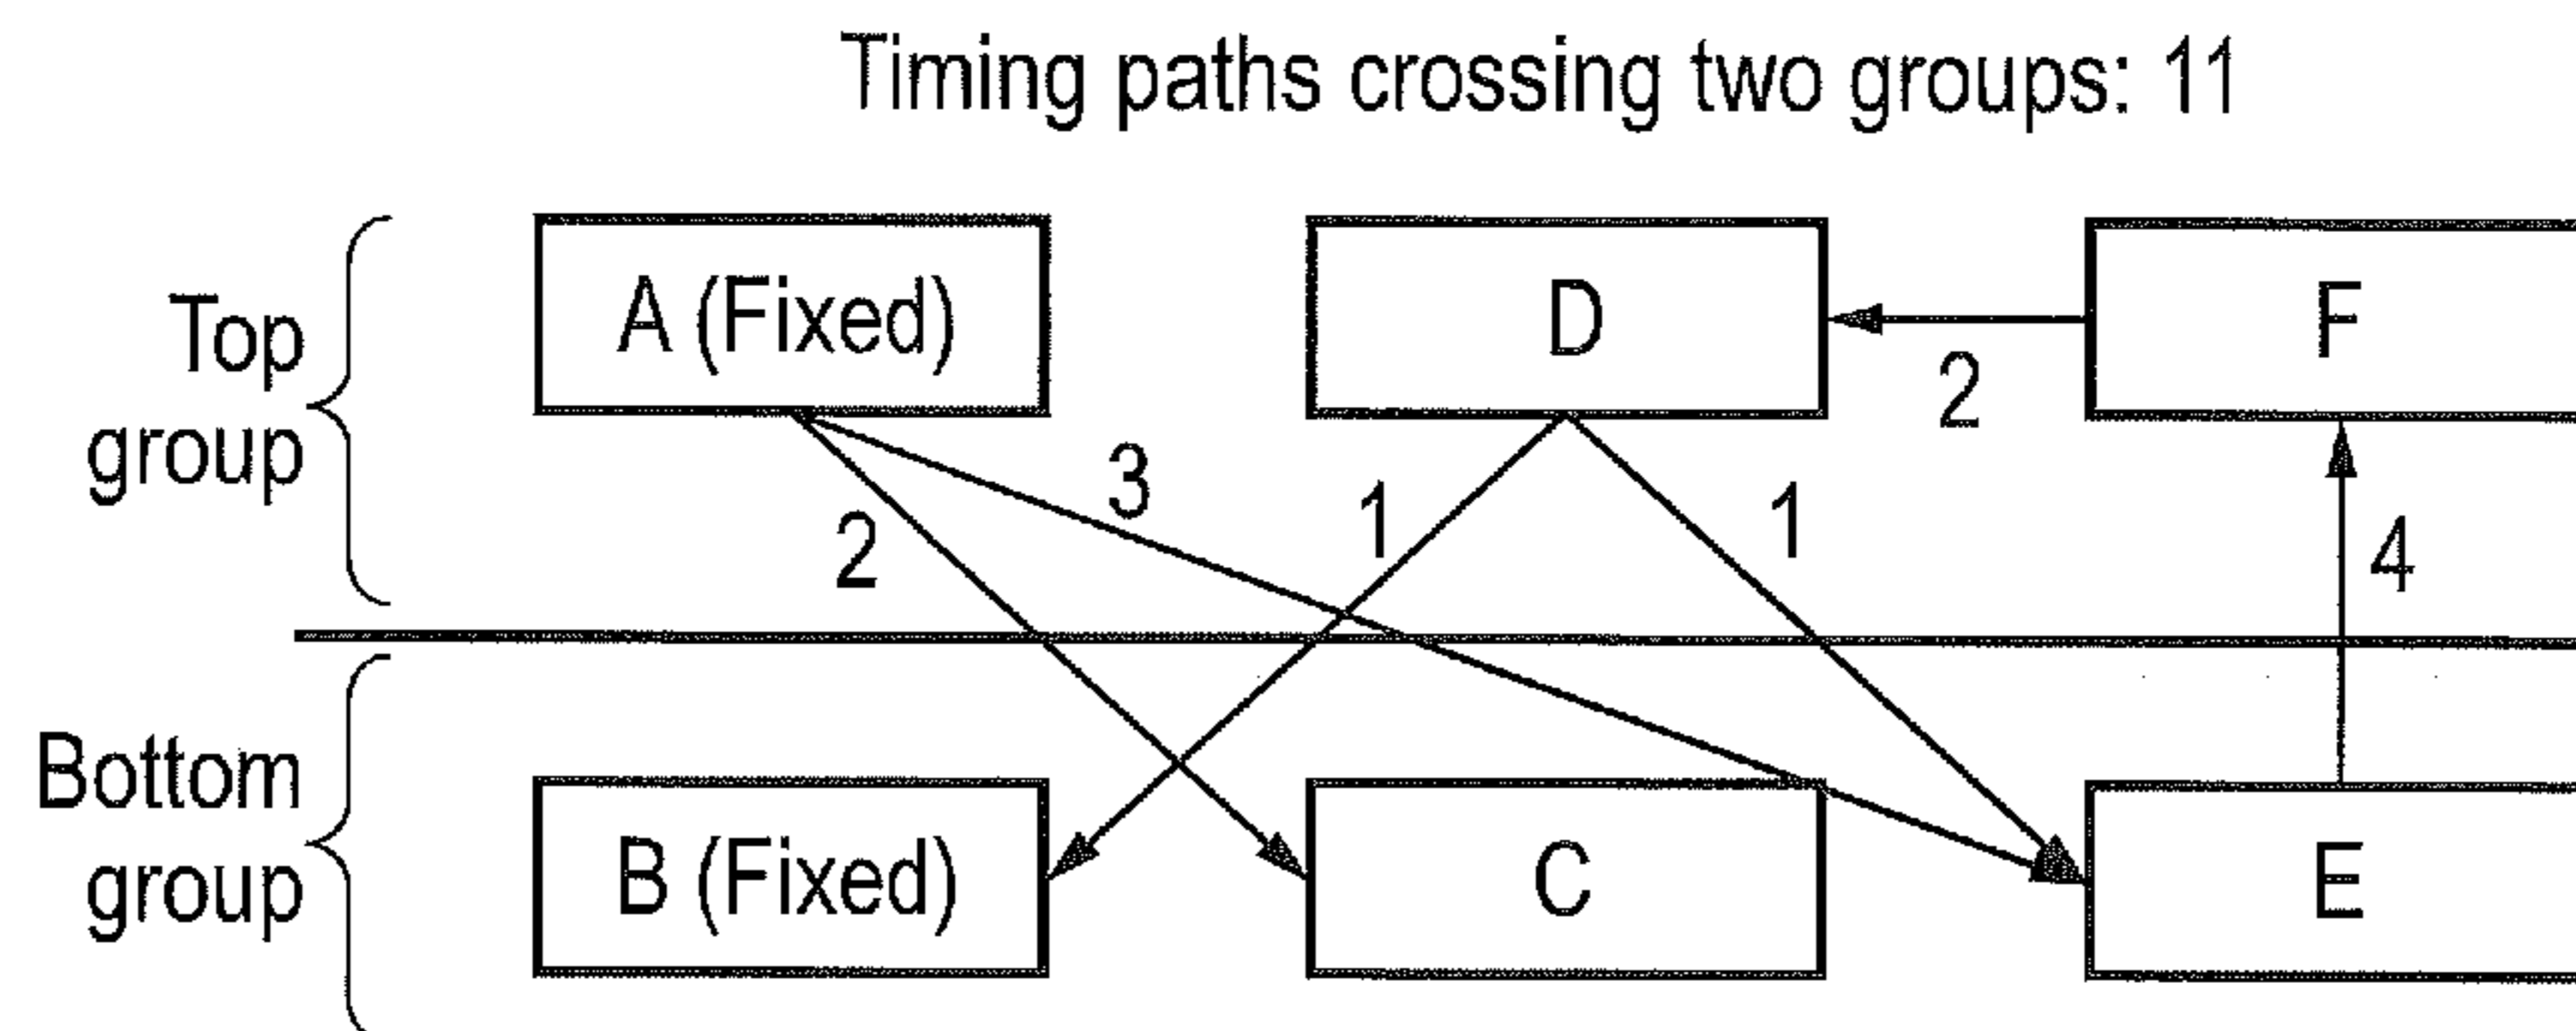 Timing paths crossing two groups: 11
Top
group
A (Fixed)
D
F
2
3
2
1
1
4
Bottom
group
B (Fixed)
C
E